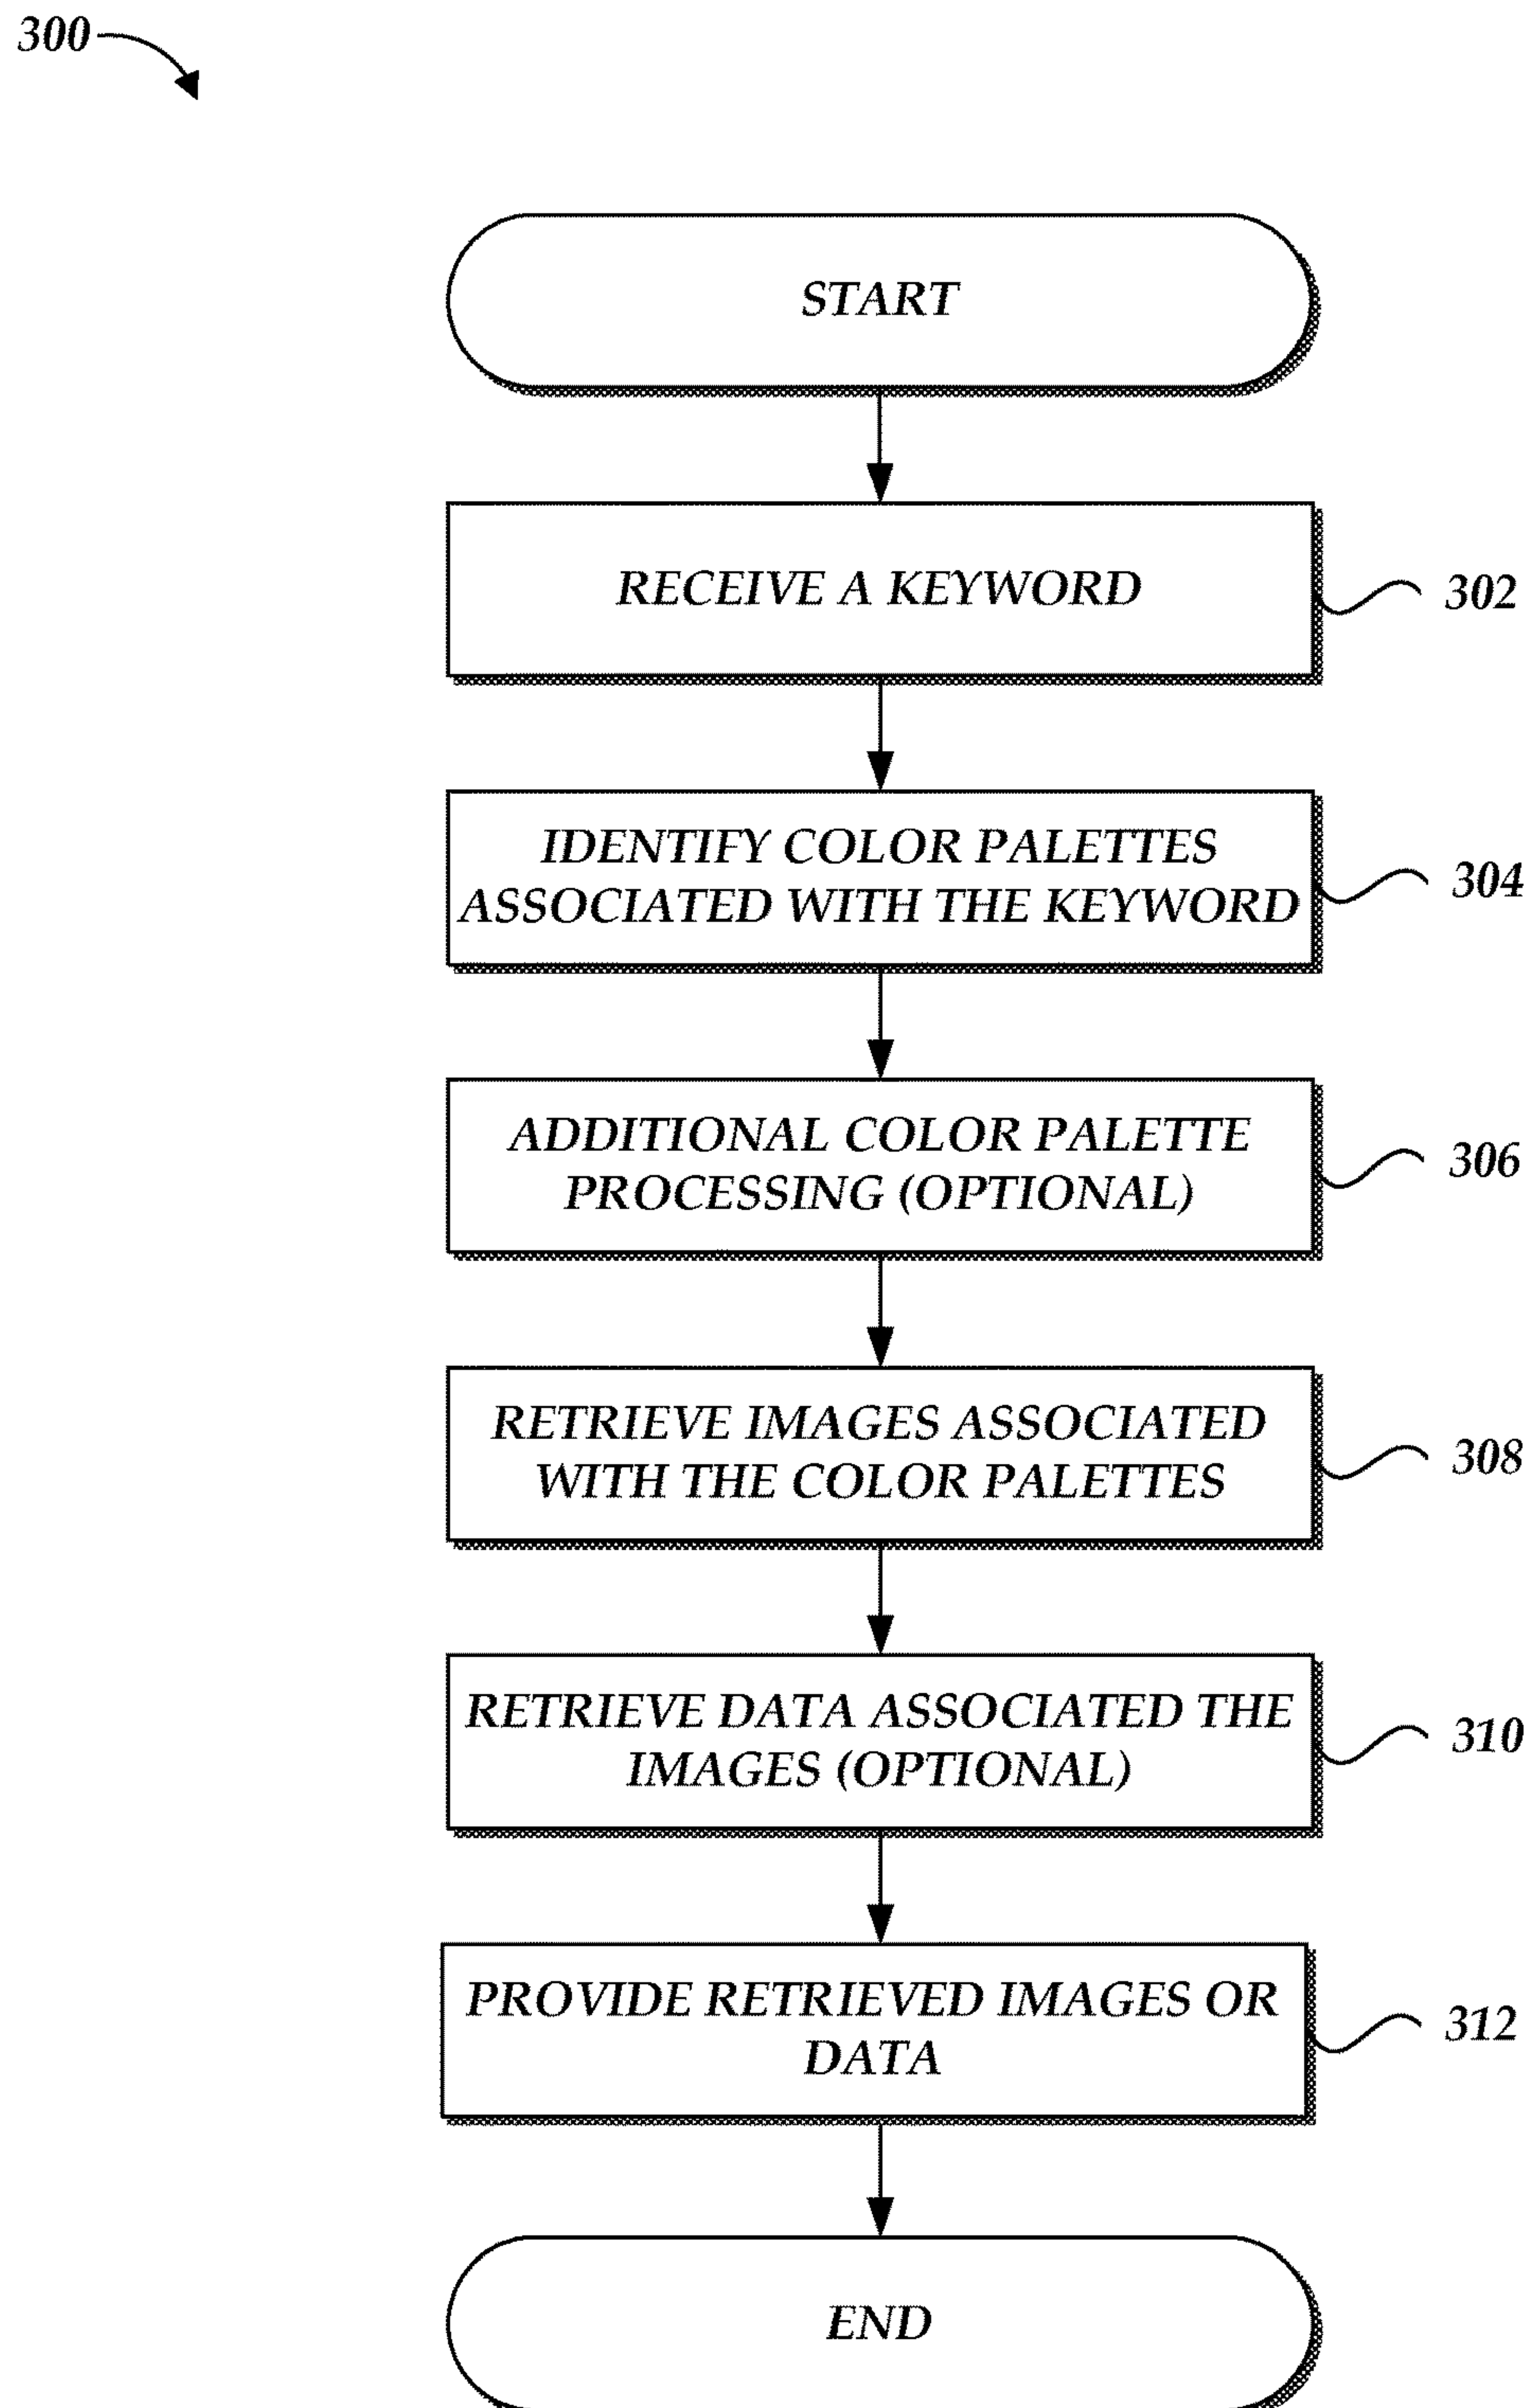 300
START
RECEIVE A KEYWORD
302
IDENTIFY COLOR PALETTES
ASSOCIATED WITH THE KEYWORD
304
ADDITIONAL COLOR PALETTE
PROCESSING (OPTIONAL)
306
RETRIEVE IMAGES ASSOCIATED
WITH THE COLOR PALETTES
308
RETRIEVE DATA ASSOCIATED THE
IMAGES (OPTIONAL)
310
PROVIDE RETRIEVED IMAGES OR
DATA
312
END